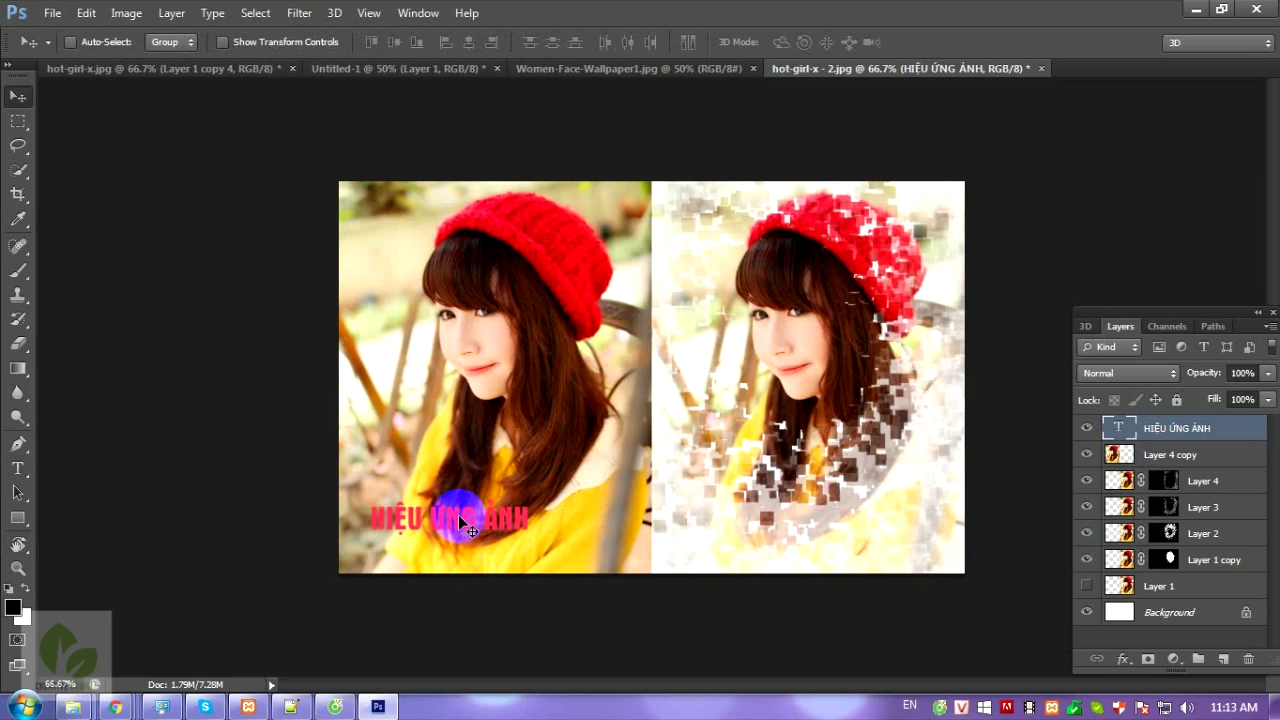 Ps File Edit Image Layer Type Select Filter 3D View Window Help
Auto-Select: Group Show Transform Controls 3D Mode: 3D
hot-girl-x.jpg @ 66.7% (Layer 1 copy 4, RGB/8) * × Untitled-1 @ 50% (Layer 1, RGB/8) * × Women-Face-Wallpaper1.jpg @ 50% (RGB/8#) × hot-girl-x - 2.jpg @ 66.7% (HIỆU ỨNG ẢNH, RGB/8) * ×
3D Layers Channels Paths
Kind
Normal Opacity: 100%
Lock: Fill: 100%
T HIỆU ỨNG ẢNH
Layer 4 copy
Layer 4
Layer 3
Layer 2
Layer 1 copy
Layer 1
Background
HIỆU ỨNG ẢNH
66.67% Doc: 1.79M/7.28M
EN 11:13 AM